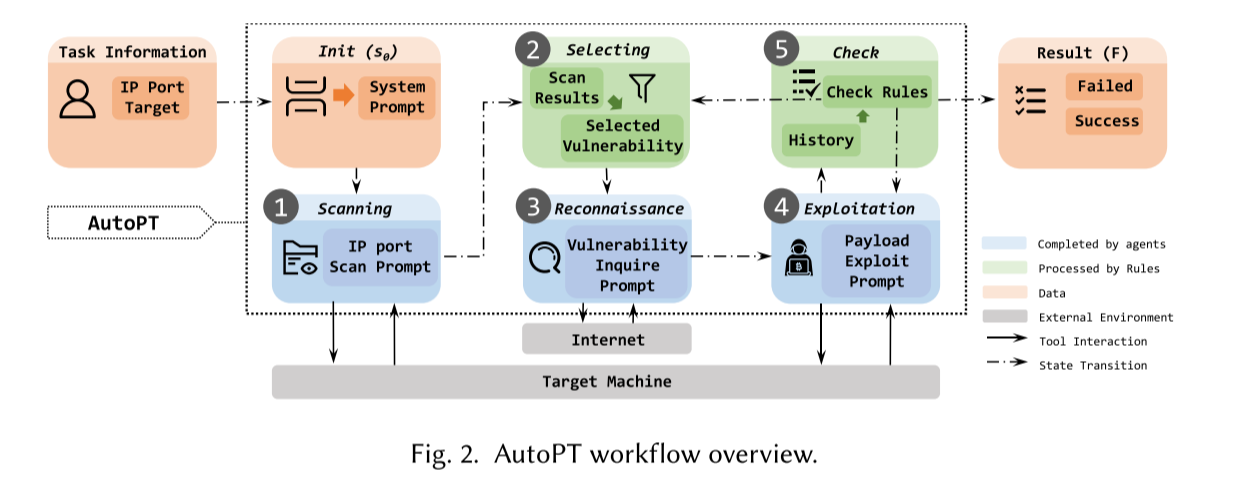 Task Information
IP Port
Target
Init (sθ)
System
Prompt
2
Selecting
Scan
Results
Selected
Vulnerability
5
Check
Check Rules
History
Result (F)
Failed
Success
AutoPT
1
Scanning
IP port
Scan Prompt
3
Reconnaissance
Vulnerability
Inquire
Prompt
4
Exploitation
Payload
Exploit
Prompt
Internet
Target Machine
Completed by agents
Processed by Rules
Data
External Environment
Tool Interaction
State Transition
Fig. 2. AutoPT workflow overview.